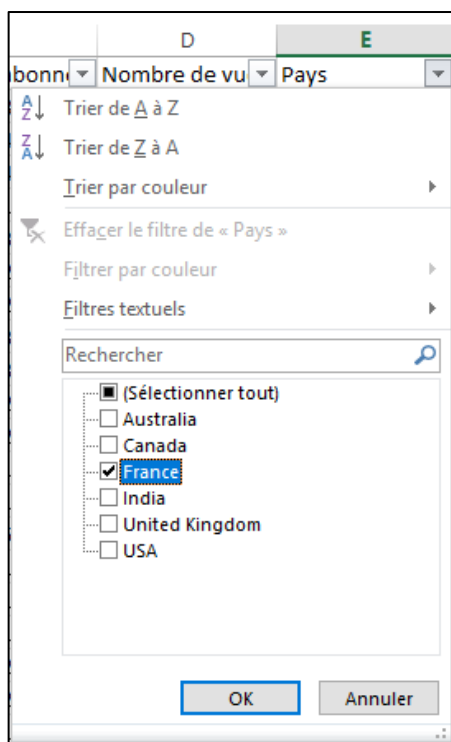 D E
bonn Nombre de vu Pays
Trier de A à Z
Trier de Z à A
Trier par couleur
Effacer le filtre de « Pays »
Filtrer par couleur
Filtres textuels
Rechercher
(Sélectionner tout)
Australia
Canada
France
India
United Kingdom
USA
OK Annuler